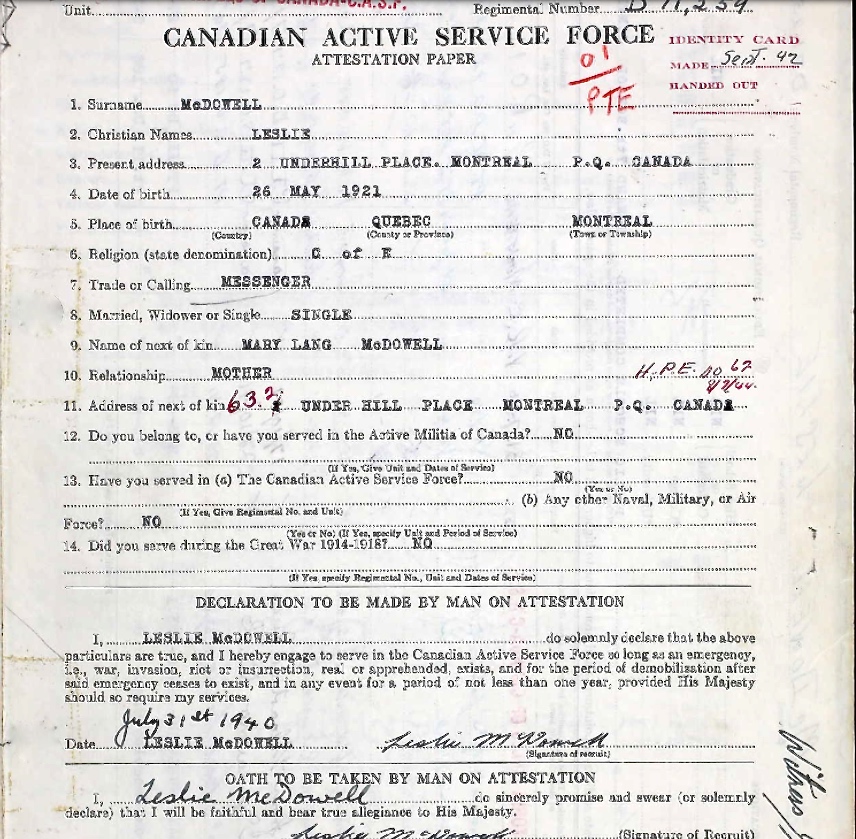 Unit
Regimental Number
CANADIAN ACTIVE SERVICE FORCE
ATTESTATION PAPER
IDENTITY CARD
MADE Sept. 42
HANDED OUT
01
PTE
1. Surname McDOWELL
2. Christian Names LESLIE
3. Present address 2 UNDERHILL PLACE. MONTREAL P.Q. CANADA
4. Date of birth 26 MAY 1921
5. Place of birth CANADA QUEBEC MONTREAL
(Country) (County or Province) (Town or Township)
6. Religion (state denomination) C of E
7. Trade or Calling MESSENGER
8. Married, Widower or Single SINGLE
9. Name of next of kin MARY LANG McDOWELL
10. Relationship MOTHER H.P.E.
11. Address of next of kin 632 UNDER HILL PLACE MONTREAL P.Q. CANADA
12. Do you belong to, or have you served in the Active Militia of Canada? NO
(If Yes, Give Unit and Dates of Service)
13. Have you served in (a) The Canadian Active Service Force? NO
(Yes or No)
(b) Any other Naval, Military, or Air
(If Yes, Give Regimental No. and Unit)
Force? NO
(Yes or No) (If Yes, specify Unit and Period of Service)
14. Did you serve during the Great War 1914-1918? NO
(If Yes, specify Regimental No., Unit and Dates of Service)
DECLARATION TO BE MADE BY MAN ON ATTESTATION
I, LESLIE McDOWELL do solemnly declare that the above
particulars are true, and I hereby engage to serve in the Canadian Active Service Force so long as an emergency,
i.e., war, invasion, riot or insurrection, real or apprehended, exists, and for the period of demobilization after
said emergency ceases to exist, and in any event for a period of not less than one year, provided His Majesty
should so require my services.
July 31st 1940
Date LESLIE McDOWELL Leslie McDowell
(Signature of recruit)
OATH TO BE TAKEN BY MAN ON ATTESTATION
I, Leslie McDowell do sincerely promise and swear (or solemnly
declare) that I will be faithful and bear true allegiance to His Majesty.
Leslie McDowell (Signature of Recruit)
Witness